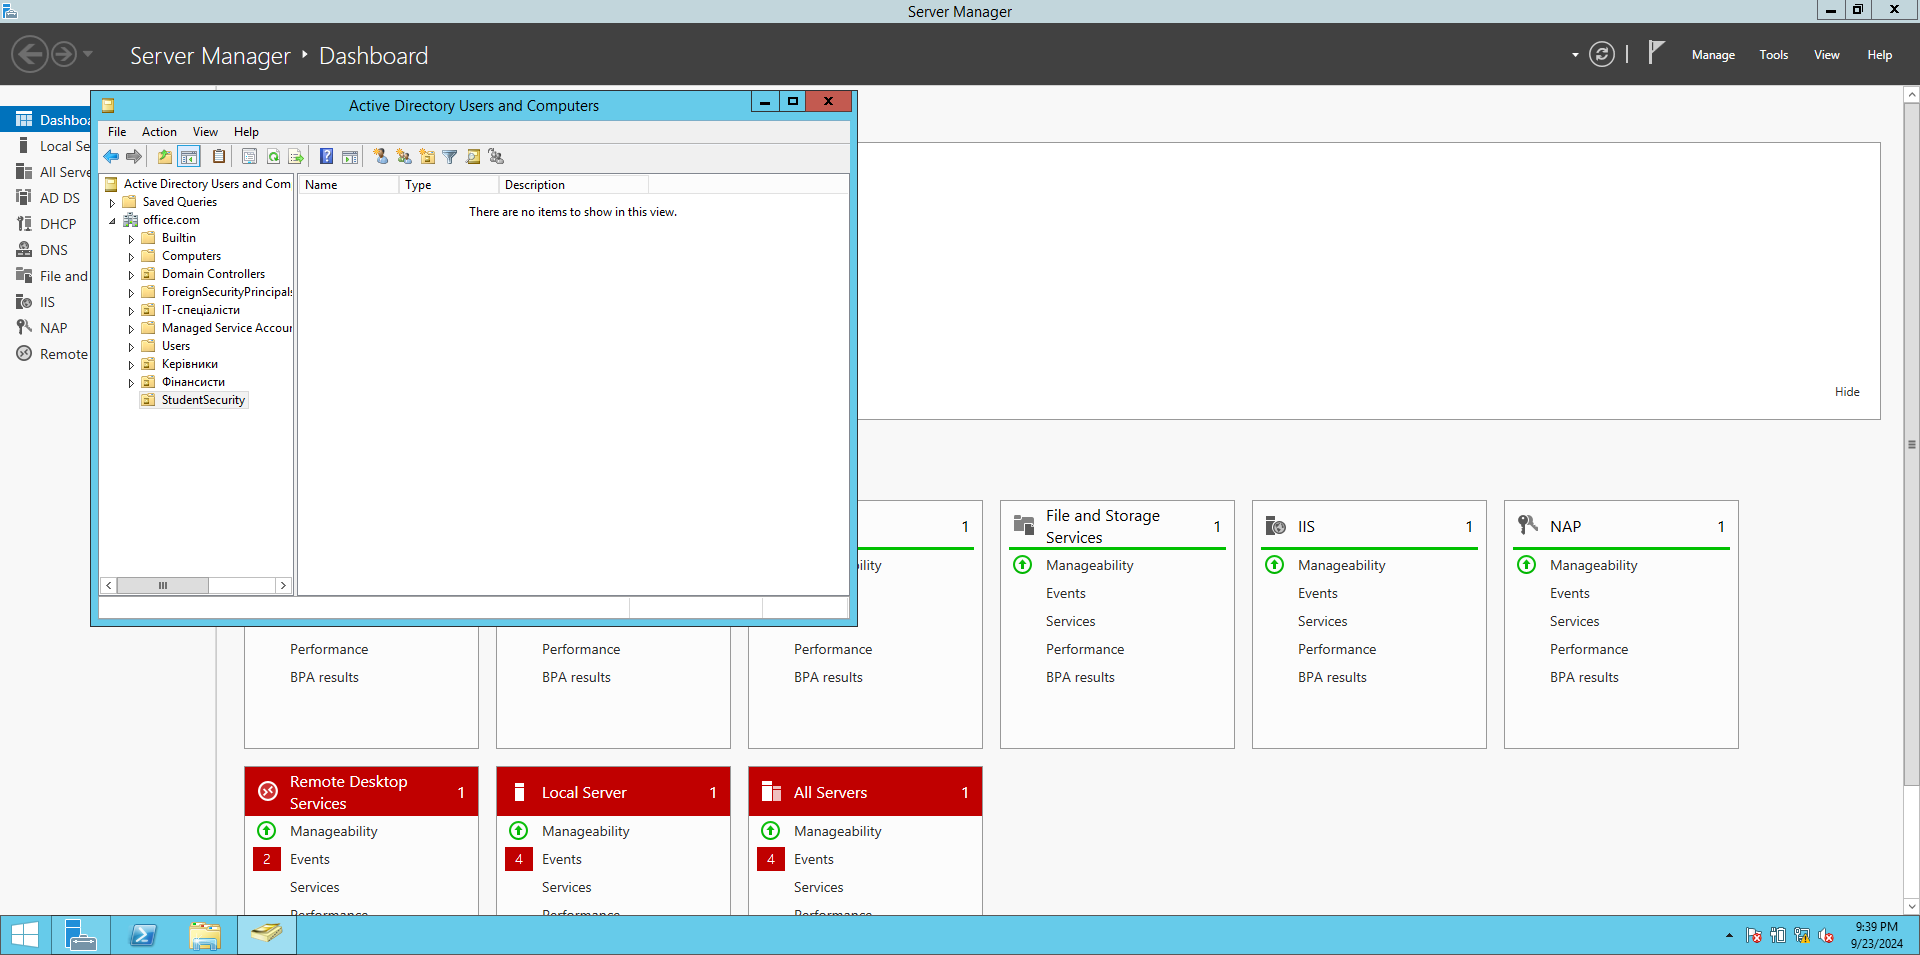 Server Manager
Server Manager ‣ Dashboard
Manage Tools View Help
Local Se
All Serve
AD DS
DHCP
DNS
File and
IIS
NAP
Remote
Dashboa
Active Directory Users and Computers
File Action View Help
Active Directory Users and Com
Saved Queries
office.com
Builtin
Computers
Domain Controllers
ForeignSecurityPrincipals
IT-спеціалісти
Managed Service Accour
Users
Керівники
Фінансисти
StudentSecurity
Name Type Description
There are no items to show in this view.
Hide
1
ility
Performance
BPA results
Performance
BPA results
Performance
BPA results
File and Storage
Services 1
Manageability
Events
Services
Performance
BPA results
IIS 1
Manageability
Events
Services
Performance
BPA results
NAP 1
Manageability
Events
Services
Performance
BPA results
Remote Desktop
Services 1
Manageability
2 Events
Services
Performance
Local Server 1
Manageability
4 Events
Services
Performance
All Servers 1
Manageability
4 Events
Services
Performance
9:39 PM
9/23/2024